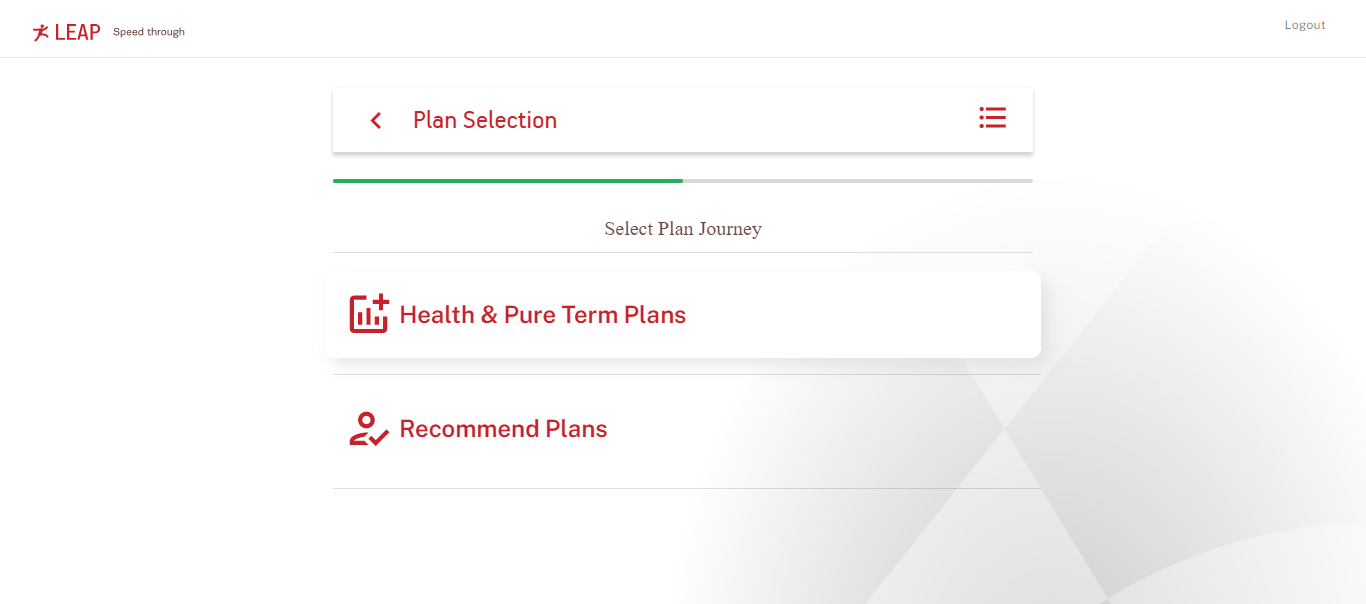 LEAP Speed through
Logout
Plan Selection
Select Plan Journey
Health & Pure Term Plans
Recommend Plans